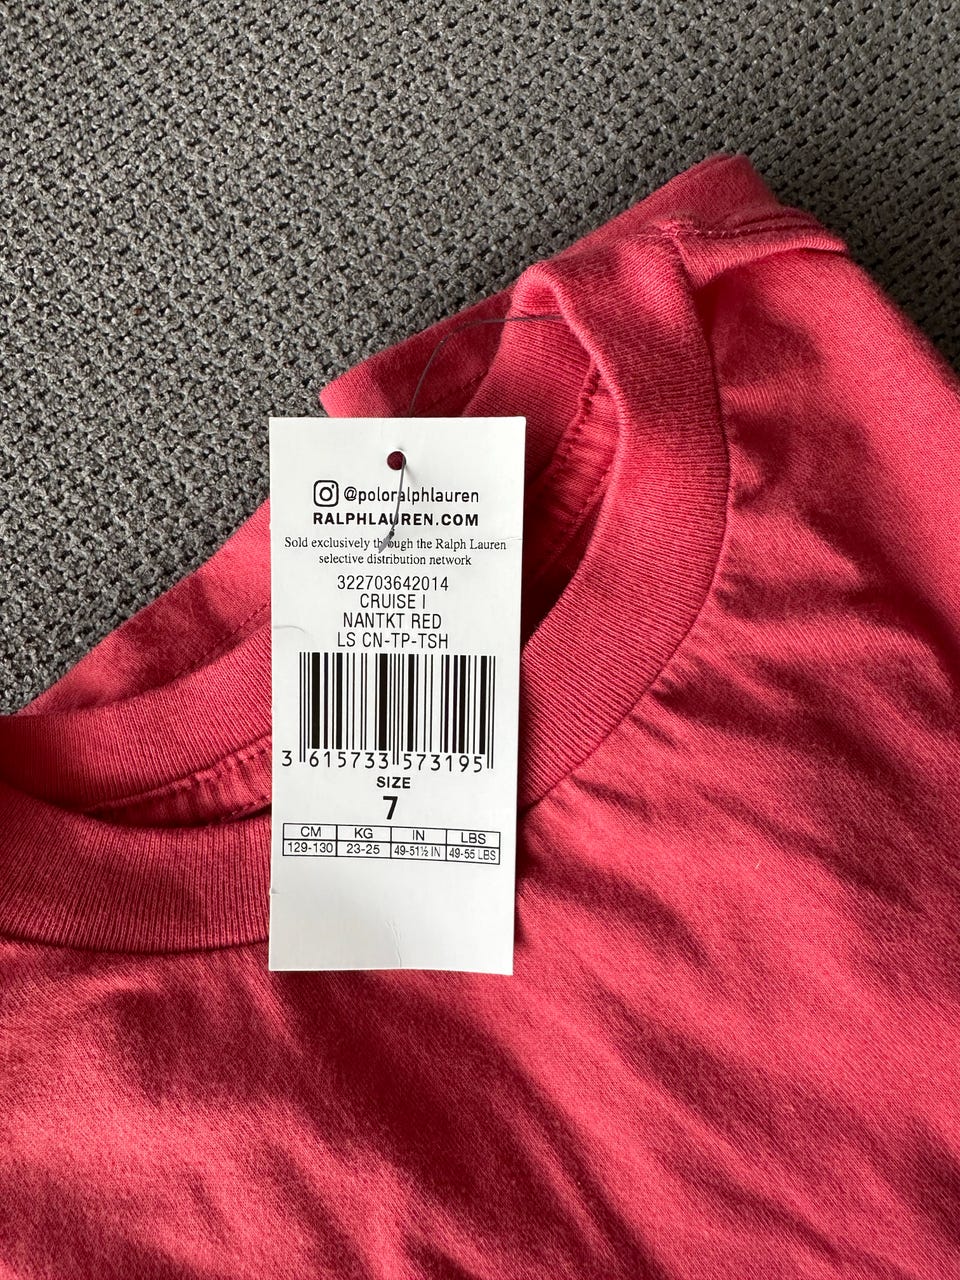 @poloralphlauren
RALPHLAUREN.COM
Sold exclusively through the Ralph Lauren
selective distribution network
322703642014
CRUISE I
NANTKT RED
LS CN-TP-TSH
3 615733 573195
SIZE
7
CM KG IN LBS
129-130 23-25 49-51½ IN 49-55 LBS